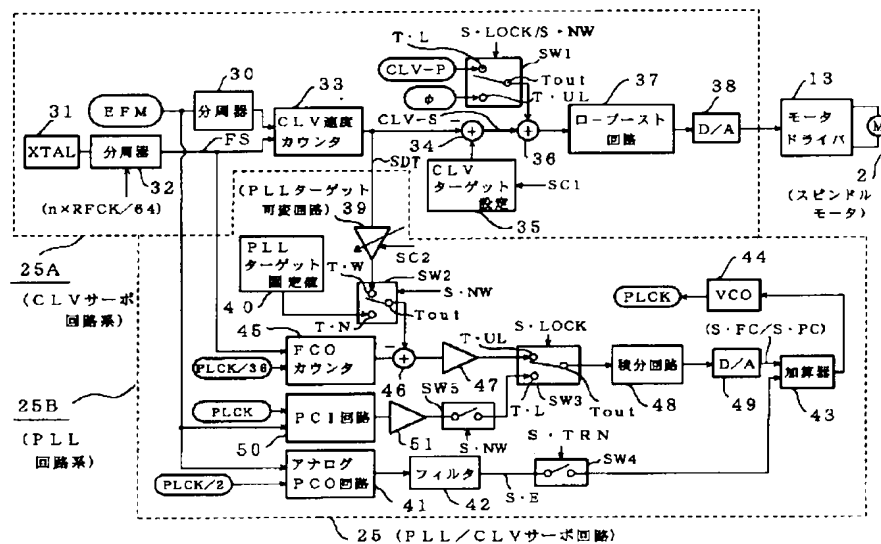 S・LOCK/S・NW
T・L
SW1
CLV-P
Tout
φ
T・UL
EFM
30
分周器
33
CLV速度
カウンタ
31
XTAL
分周器
32
FS
(n×RFCK/64)
SDT
CLV-S
34
36
37
ローブースト
回路
38
D/A
13
モータ
ドライバ
M
2
(スピンドル
モータ)
CLV
ターゲット
設定
35
SC1
(PLLターゲット
可変回路)
39
SC2
25A
(CLVサーボ
回路系)
PLL
ターゲット
固定値
40
T・W
SW2
S・NW
Tout
T・N
45
FCO
カウンタ
PLCK/36
46
47
T・UL
S・LOCK
T・L
SW3
Tout
積分回路
48
D/A
49
(S・FC/S・PC)
加算器
43
44
VCO
PLCK
25B
(PLL
回路系)
PLCK
PCI回路
50
51
SW5
S・NW
アナログ
PCO回路
41
PLCK/2
フィルタ
42
S・E
S・TRN
SW4
25 (PLL/CLVサーボ回路)